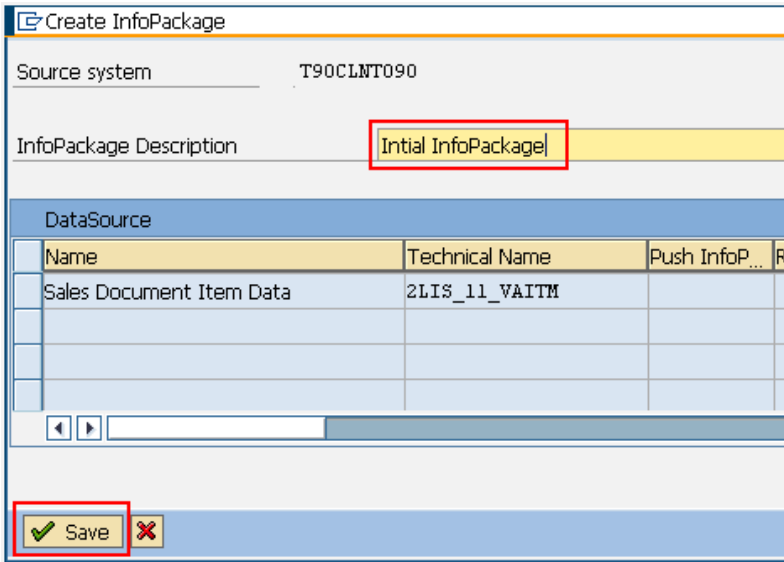 Create InfoPackage
Source system T90CLNT090
InfoPackage Description Intial InfoPackage
DataSource
Name Technical Name Push InfoP... R
Sales Document Item Data 2LIS_11_VAITM
Save